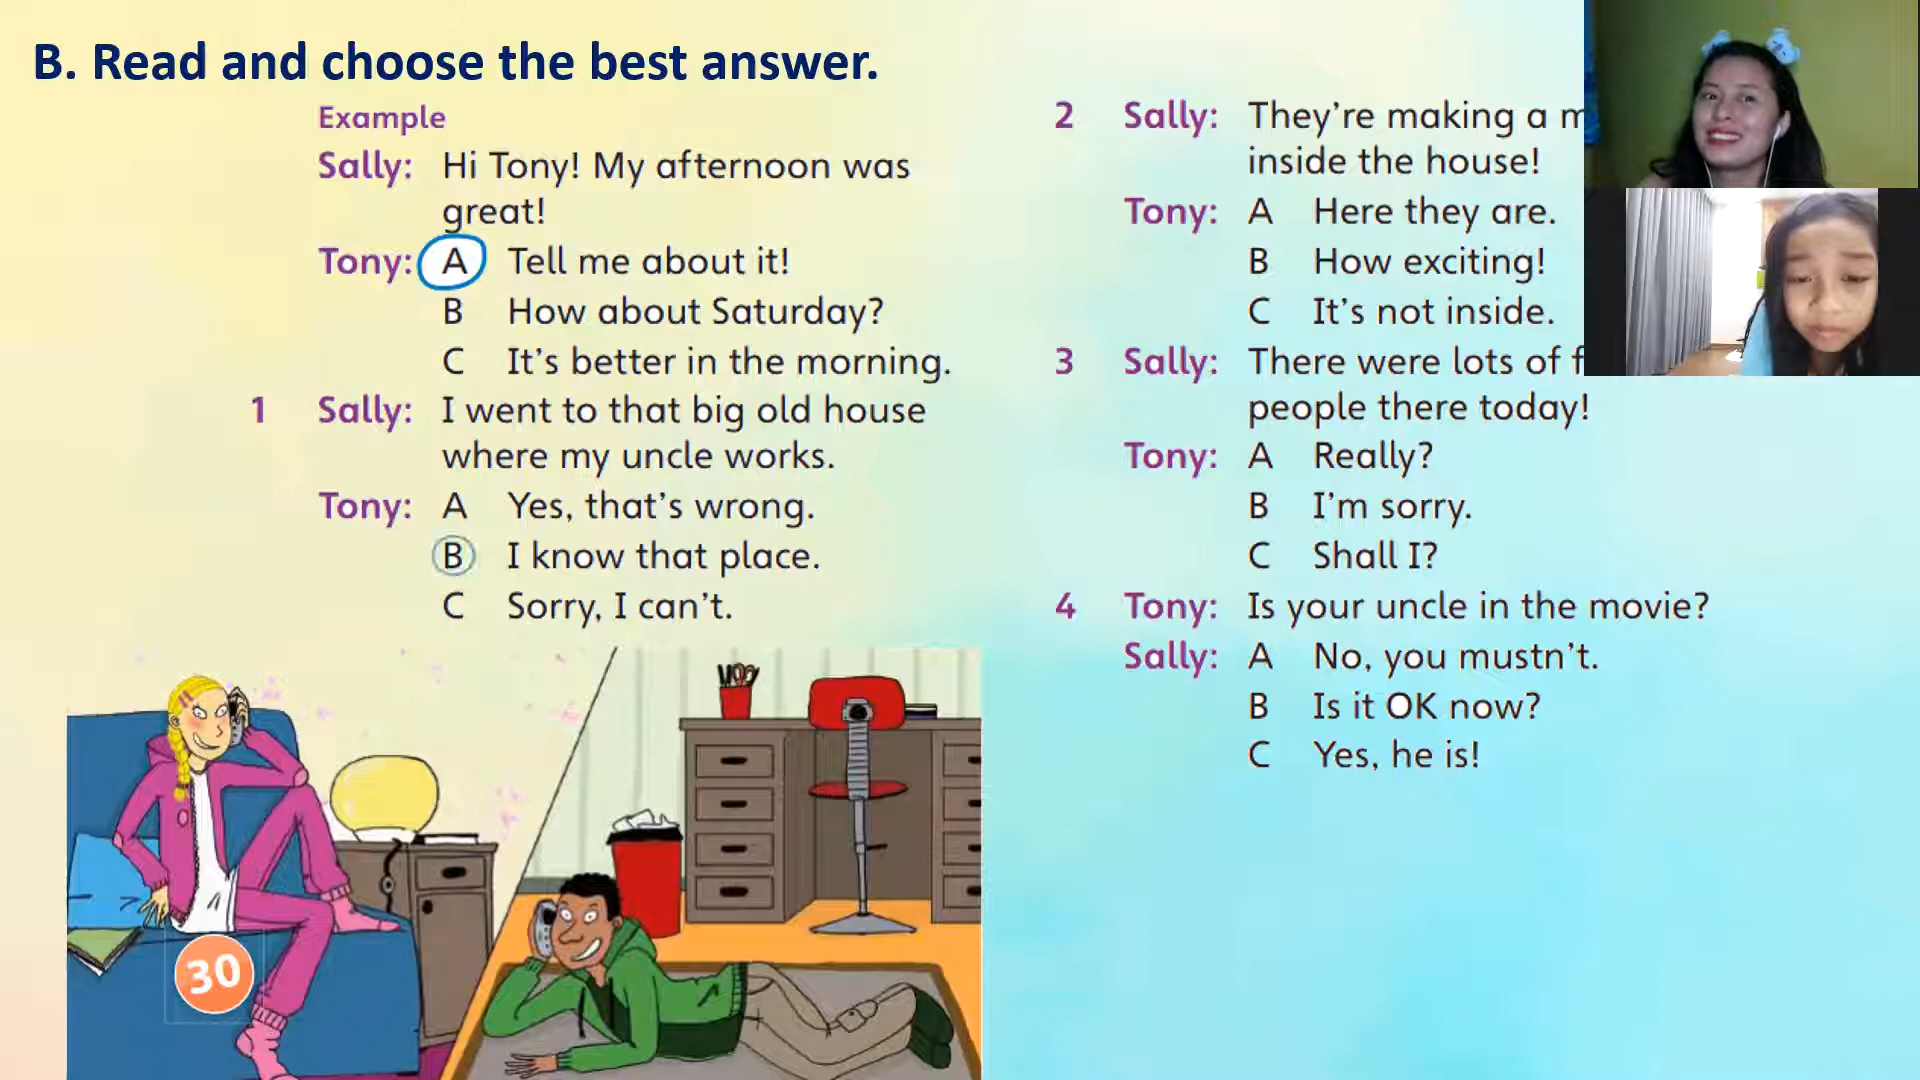 B. Read and choose the best answer.
Example
Sally: Hi Tony! My afternoon was
great!
Tony: A Tell me about it!
B How about Saturday?
C It's better in the morning.
1 Sally: I went to that big old house
where my uncle works.
Tony: A Yes, that's wrong.
B I know that place.
C Sorry, I can't.
2 Sally: They're making a
inside the house!
Tony: A Here they are.
B How exciting!
C It's not inside.
3 Sally: There were lots of
people there today!
Tony: A Really?
B I'm sorry.
C Shall I?
4 Tony: Is your uncle in the movie?
Sally: A No, you mustn't.
B Is it OK now?
C Yes, he is!
30